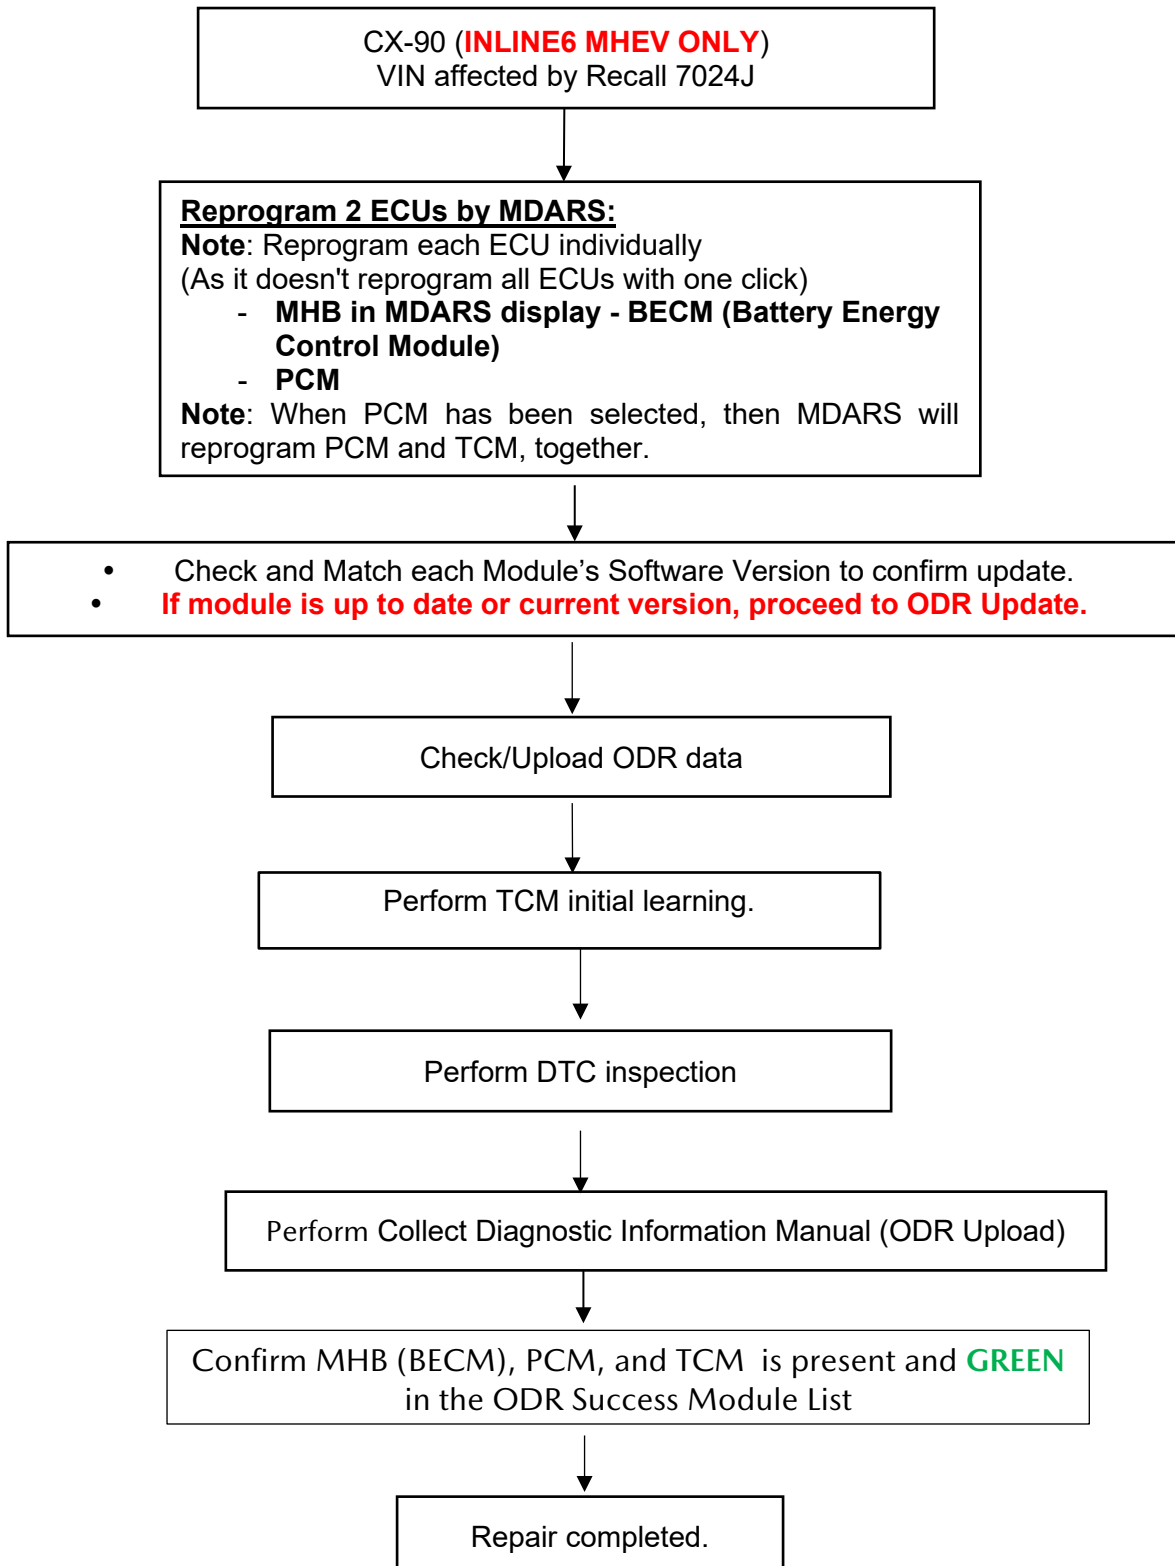 CX-90 (INLINE6 MHEV ONLY)
VIN affected by Recall 7024J
Reprogram 2 ECUs by MDARS:
Note: Reprogram each ECU individually
(As it doesn't reprogram all ECUs with one click)
- MHB in MDARS display - BECM (Battery Energy
Control Module)
- PCM
Note: When PCM has been selected, then MDARS will
reprogram PCM and TCM, together.
• Check and Match each Module’s Software Version to confirm update.
• If module is up to date or current version, proceed to ODR Update.
Check/Upload ODR data
Perform TCM initial learning.
Perform DTC inspection
Perform Collect Diagnostic Information Manual (ODR Upload)
Confirm MHB (BECM), PCM, and TCM is present and GREEN
in the ODR Success Module List
Repair completed.